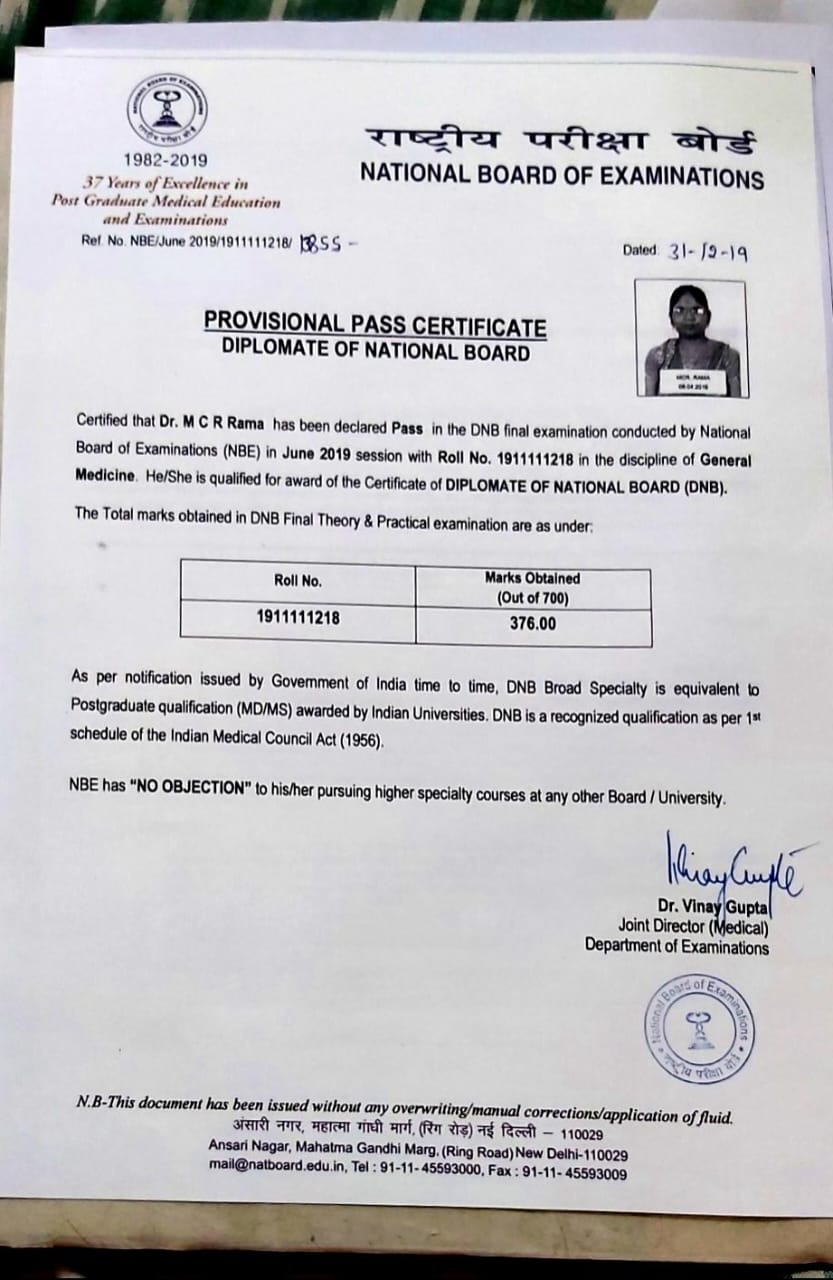 NATIONAL BOARD OF EXAMINATIONS
राष्ट्रीय परीक्षा बोर्ड
1982-2019
37 Years of Excellence in
Post Graduate Medical Education
and Examinations
राष्ट्रीय परीक्षा बोर्ड
NATIONAL BOARD OF EXAMINATIONS
Ref. No. NBE/June 2019/1911111218/
Dated: 31-12-19
MCR. RAMA
PROVISIONAL PASS CERTIFICATE
DIPLOMATE OF NATIONAL BOARD
Certified that Dr. M C R Rama has been declared Pass in the DNB final examination conducted by National
Board of Examinations (NBE) in June 2019 session with Roll No. 1911111218 in the discipline of General
Medicine. He/She is qualified for award of the Certificate of DIPLOMATE OF NATIONAL BOARD (DNB).
The Total marks obtained in DNB Final Theory & Practical examination are as under:
Roll No. Marks Obtained
(Out of 700)
1911111218 376.00
As per notification issued by Government of India time to time, DNB Broad Specialty is equivalent to
Postgraduate qualification (MD/MS) awarded by Indian Universities. DNB is a recognized qualification as per 1st
schedule of the Indian Medical Council Act (1956).
NBE has "NO OBJECTION" to his/her pursuing higher specialty courses at any other Board / University.
Vinay Gupta
Dr. Vinay Gupta
Joint Director (Medical)
Department of Examinations
National Board of Examinations
राष्ट्रीय परीक्षा बोर्ड
N.B-This document has been issued without any overwriting/manual corrections/application of fluid.
अंसारी नगर, महात्मा गांधी मार्ग, (रिंग रोड़) नई दिल्ली – 110029
Ansari Nagar, Mahatma Gandhi Marg, (Ring Road) New Delhi-110029
mail@natboard.edu.in, Tel : 91-11- 45593000, Fax : 91-11- 45593009